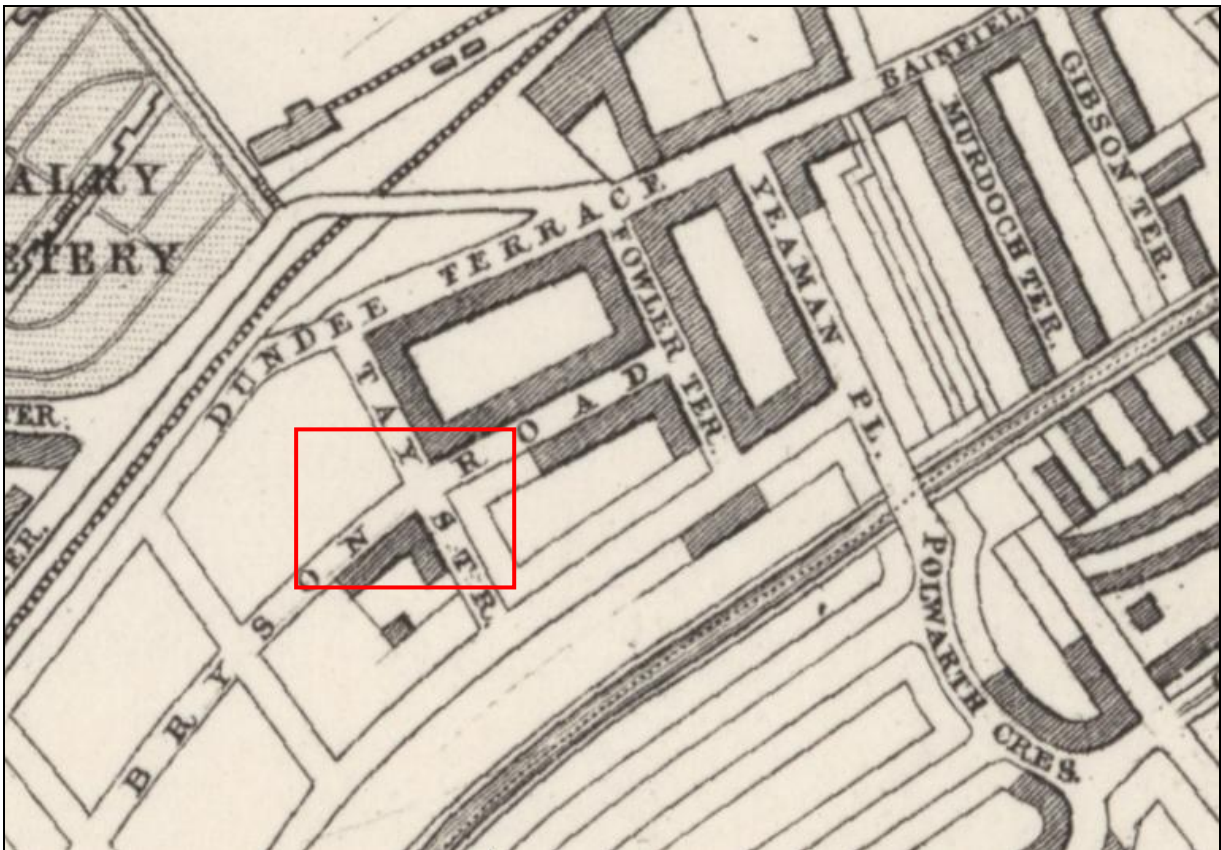 ALRY
ETERY
TER.
ER.
DUNDEE TERRACE
BAINFIELD
GIBSON TER.
MURDOCH TER.
YEAMAN PL.
FOWLER TER.
TAY STR.
BRYSON ROAD
POLWARTH CRES.